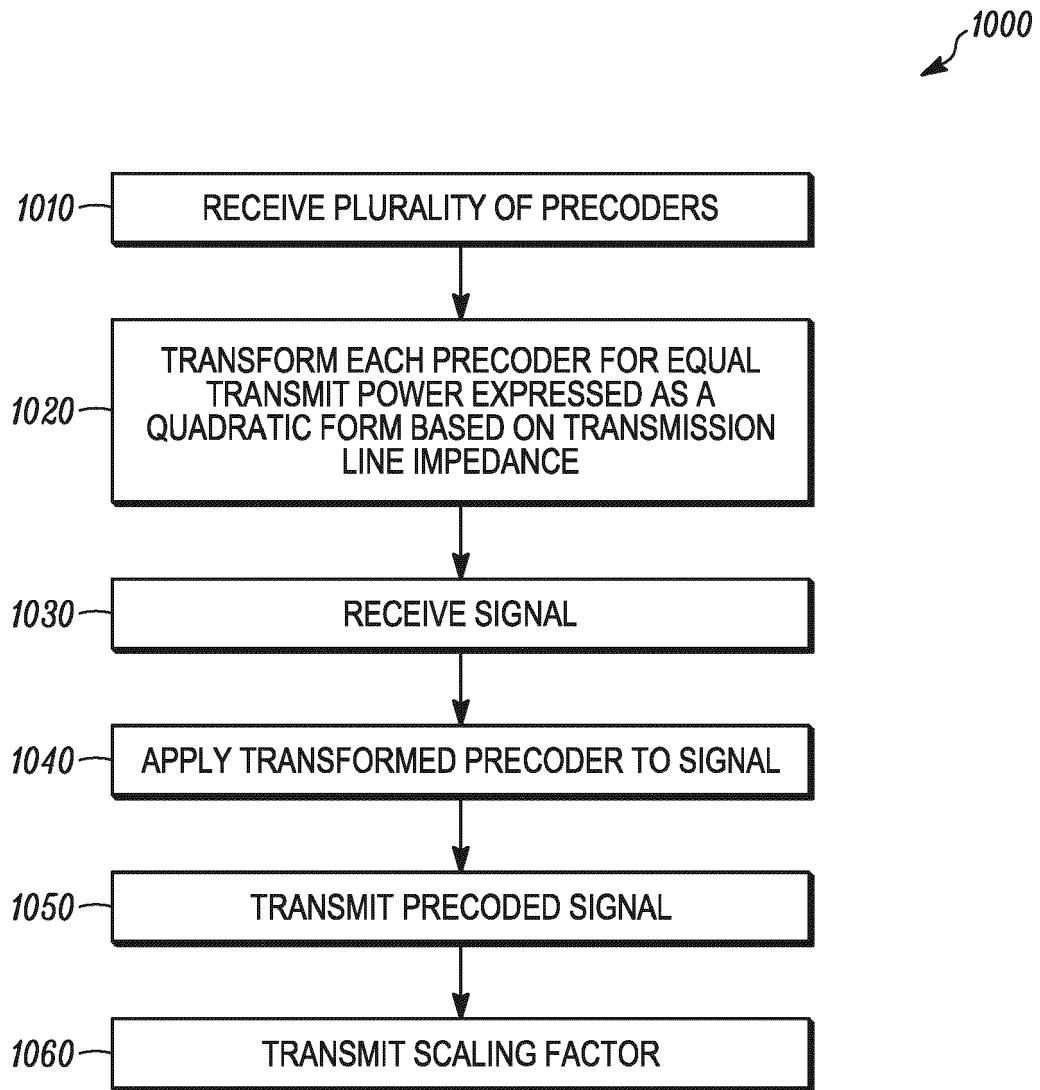 1000
1010
RECEIVE PLURALITY OF PRECODERS
1020
TRANSFORM EACH PRECODER FOR EQUAL
TRANSMIT POWER EXPRESSED AS A
QUADRATIC FORM BASED ON TRANSMISSION
LINE IMPEDANCE
1030
RECEIVE SIGNAL
1040
APPLY TRANSFORMED PRECODER TO SIGNAL
1050
TRANSMIT PRECODED SIGNAL
1060
TRANSMIT SCALING FACTOR